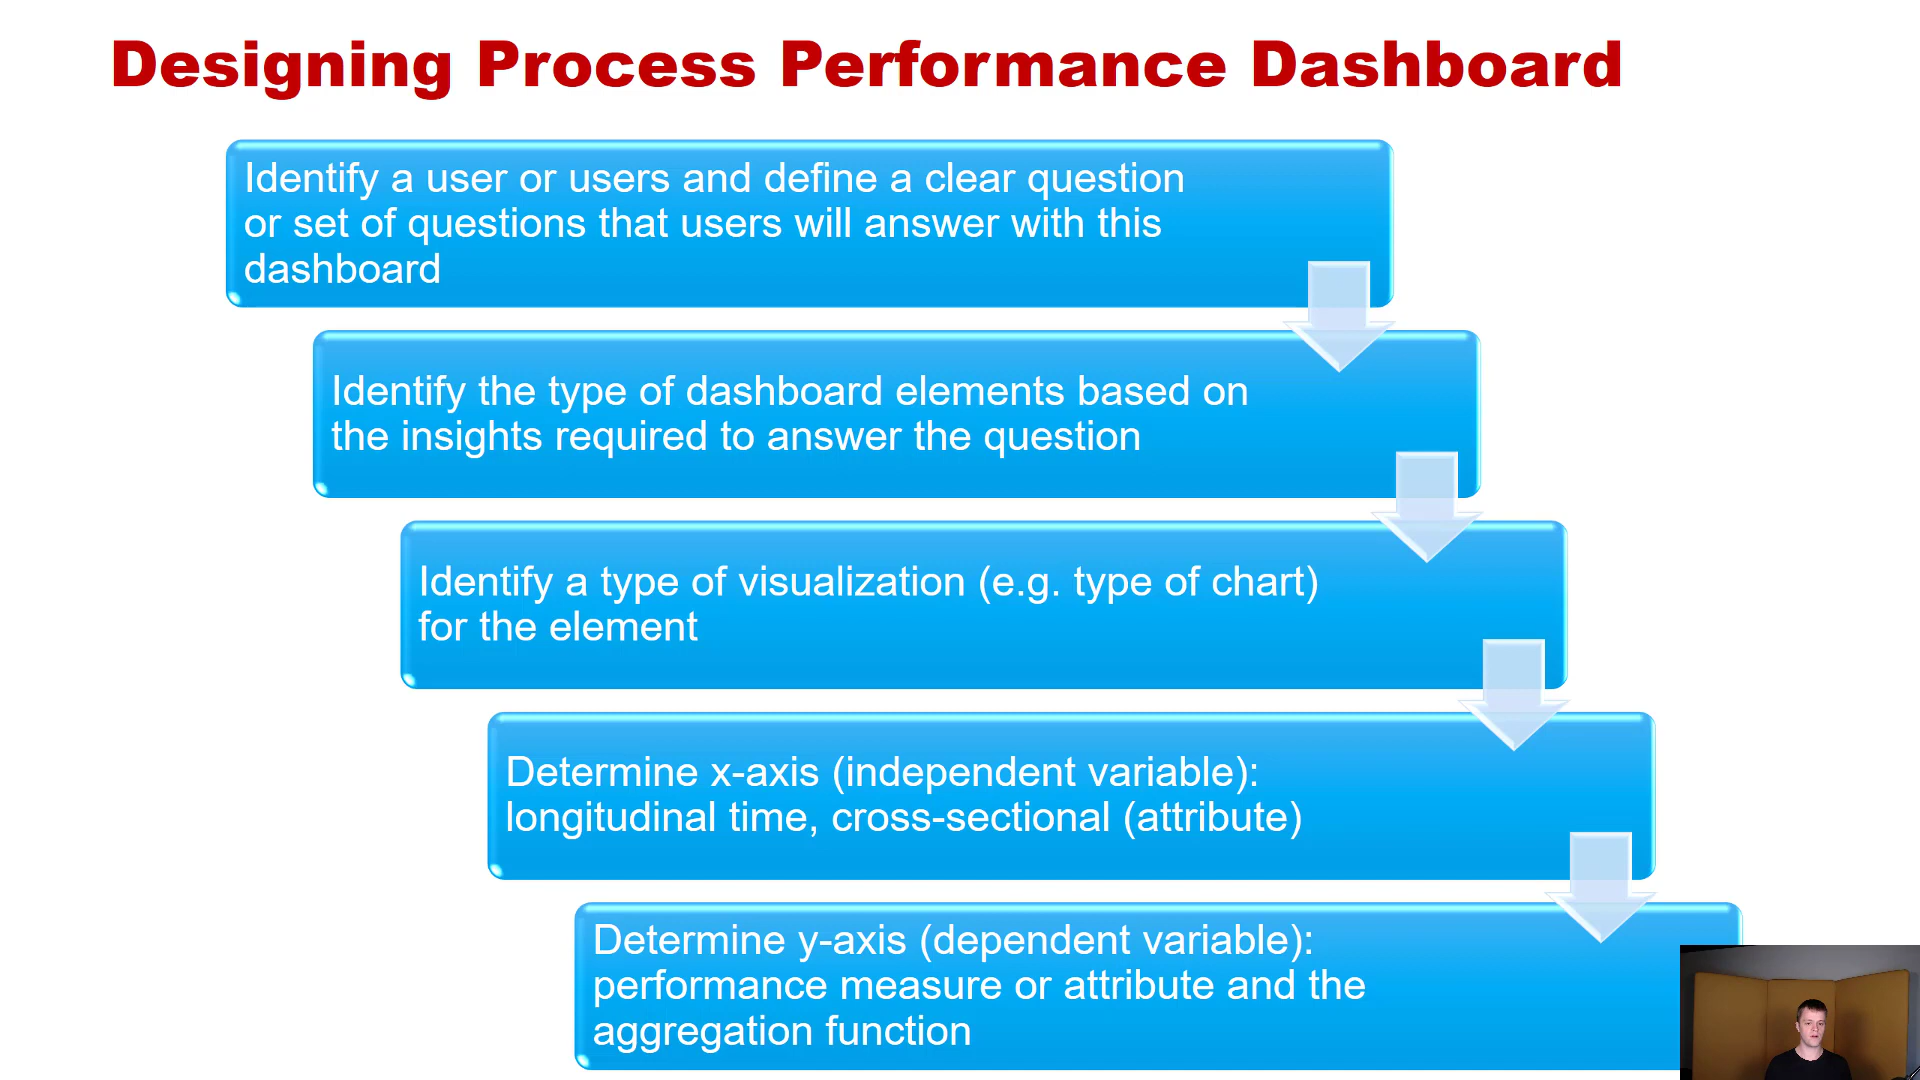 Designing Process Performance Dashboard
Identify a user or users and define a clear question
or set of questions that users will answer with this
dashboard
Identify the type of dashboard elements based on
the insights required to answer the question
Identify a type of visualization (e.g. type of chart)
for the element
Determine x-axis (independent variable):
longitudinal time, cross-sectional (attribute)
Determine y-axis (dependent variable):
performance measure or attribute and the
aggregation function